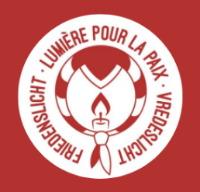 FRIEDENSLICHT · LUMIÈRE POUR LA PAIX · VREDESLICHT